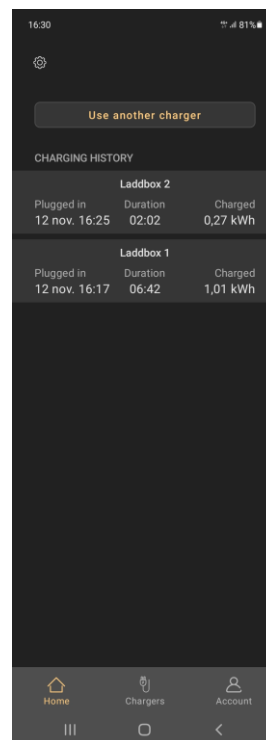 16:30 81%
Use another charger
CHARGING HISTORY
Laddbox 2
Plugged in Duration Charged
12 nov. 16:25 02:02 0,27 kWh
Laddbox 1
Plugged in Duration Charged
12 nov. 16:17 06:42 1,01 kWh
Home Chargers Account